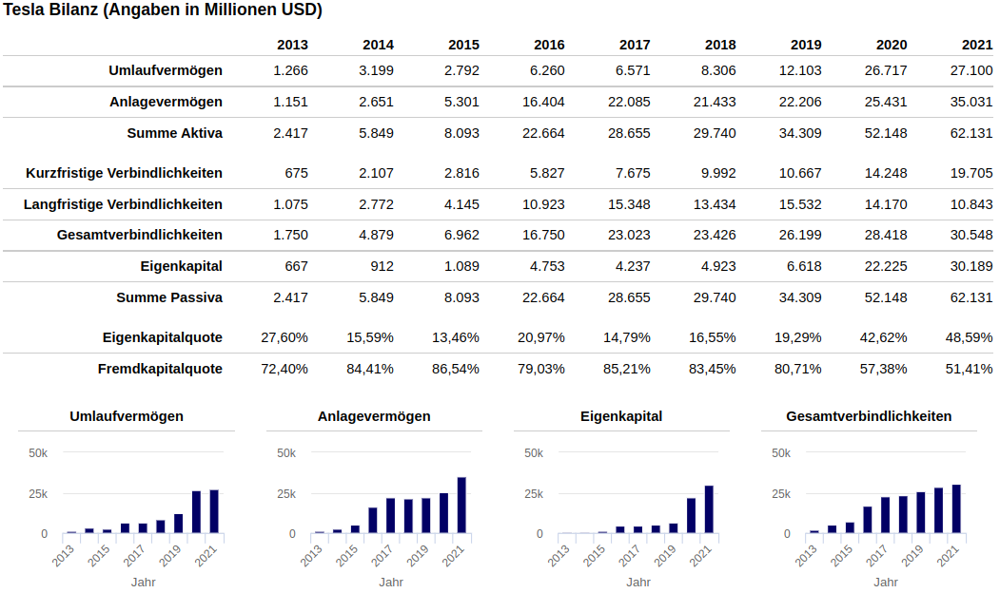 Tesla Bilanz (Angaben in Millionen USD)
2013 2014 2015 2016 2017 2018 2019 2020 2021
Umlaufvermögen 1.266 3.199 2.792 6.260 6.571 8.306 12.103 26.717 27.100
Anlagevermögen 1.151 2.651 5.301 16.404 22.085 21.433 22.206 25.431 35.031
Summe Aktiva 2.417 5.849 8.093 22.664 28.655 29.740 34.309 52.148 62.131
Kurzfristige Verbindlichkeiten 675 2.107 2.816 5.827 7.675 9.992 10.667 14.248 19.705
Langfristige Verbindlichkeiten 1.075 2.772 4.145 10.923 15.348 13.434 15.532 14.170 10.843
Gesamtverbindlichkeiten 1.750 4.879 6.962 16.750 23.023 23.426 26.199 28.418 30.548
Eigenkapital 667 912 1.089 4.753 4.237 4.923 6.618 22.225 30.189
Summe Passiva 2.417 5.849 8.093 22.664 28.655 29.740 34.309 52.148 62.131
Eigenkapitalquote 27,60% 15,59% 13,46% 20,97% 14,79% 16,55% 19,29% 42,62% 48,59%
Fremdkapitalquote 72,40% 84,41% 86,54% 79,03% 85,21% 83,45% 80,71% 57,38% 51,41%
Umlaufvermögen Anlagevermögen Eigenkapital Gesamtverbindlichkeiten
50k 50k 50k 50k
25k 25k 25k 25k
0 0 0 0
2013 2015 2017 2019 2021 2013 2015 2017 2019 2021 2013 2015 2017 2019 2021 2013 2015 2017 2019 2021
Jahr Jahr Jahr Jahr